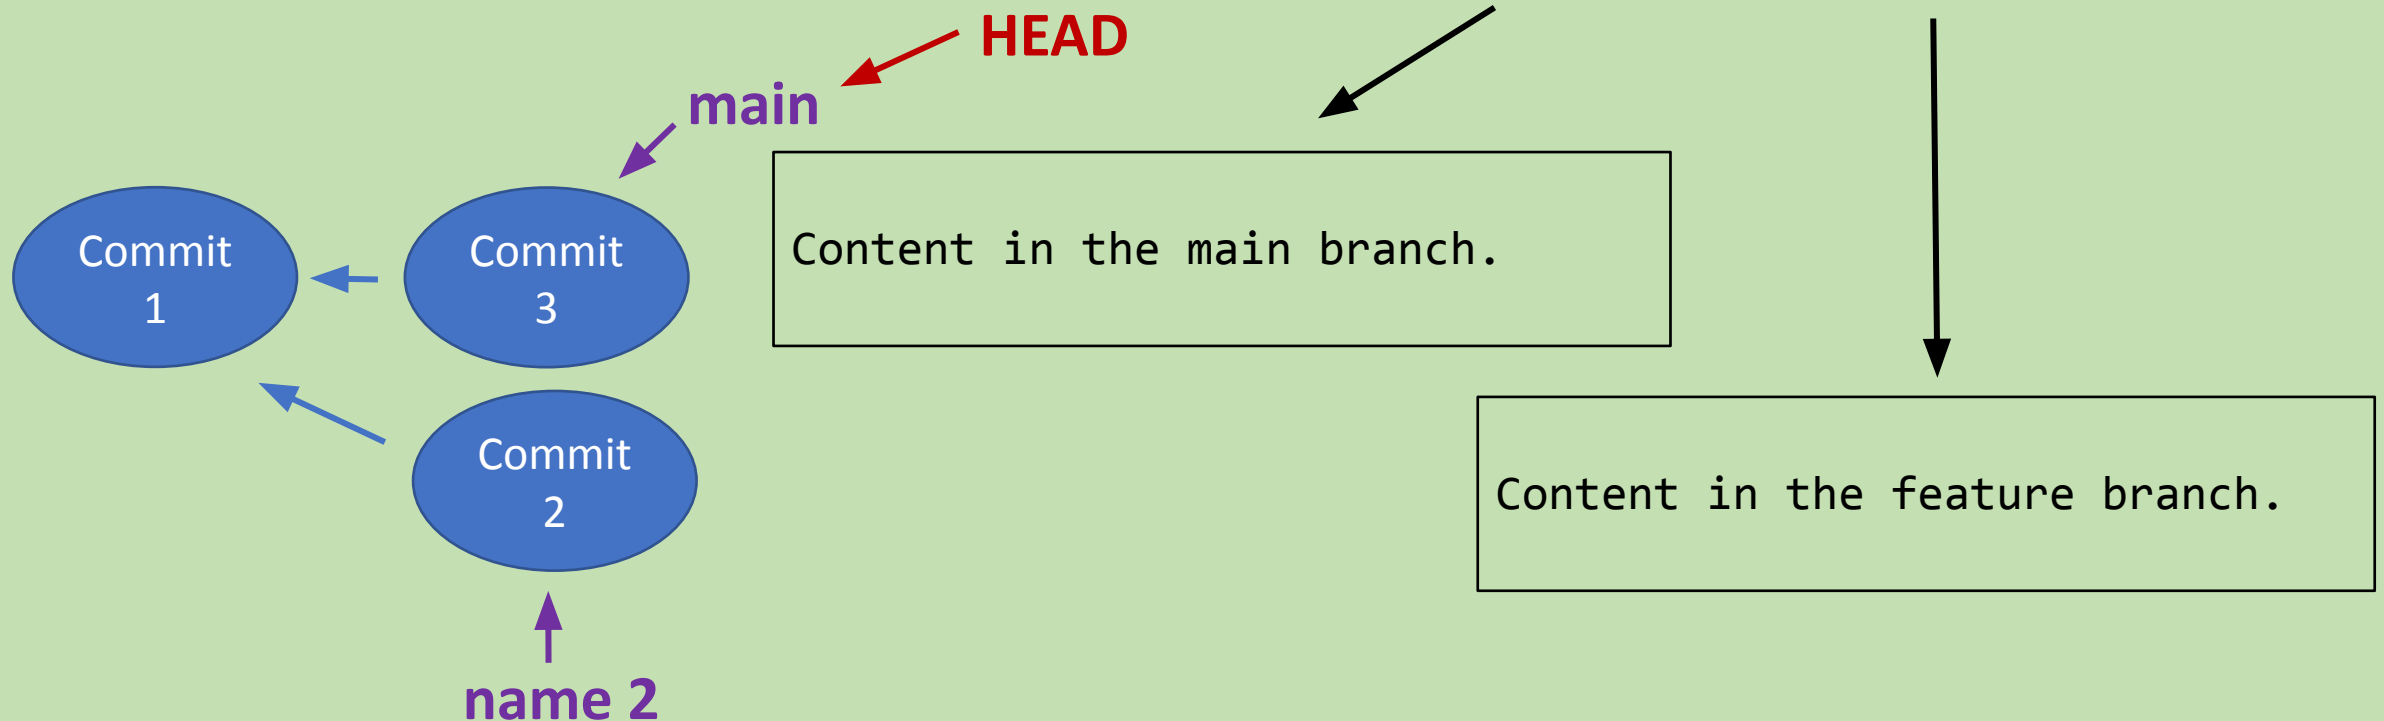 HEAD
main
Commit
1
Commit
3
Content in the main branch.
Commit
2
Content in the feature branch.
name 2